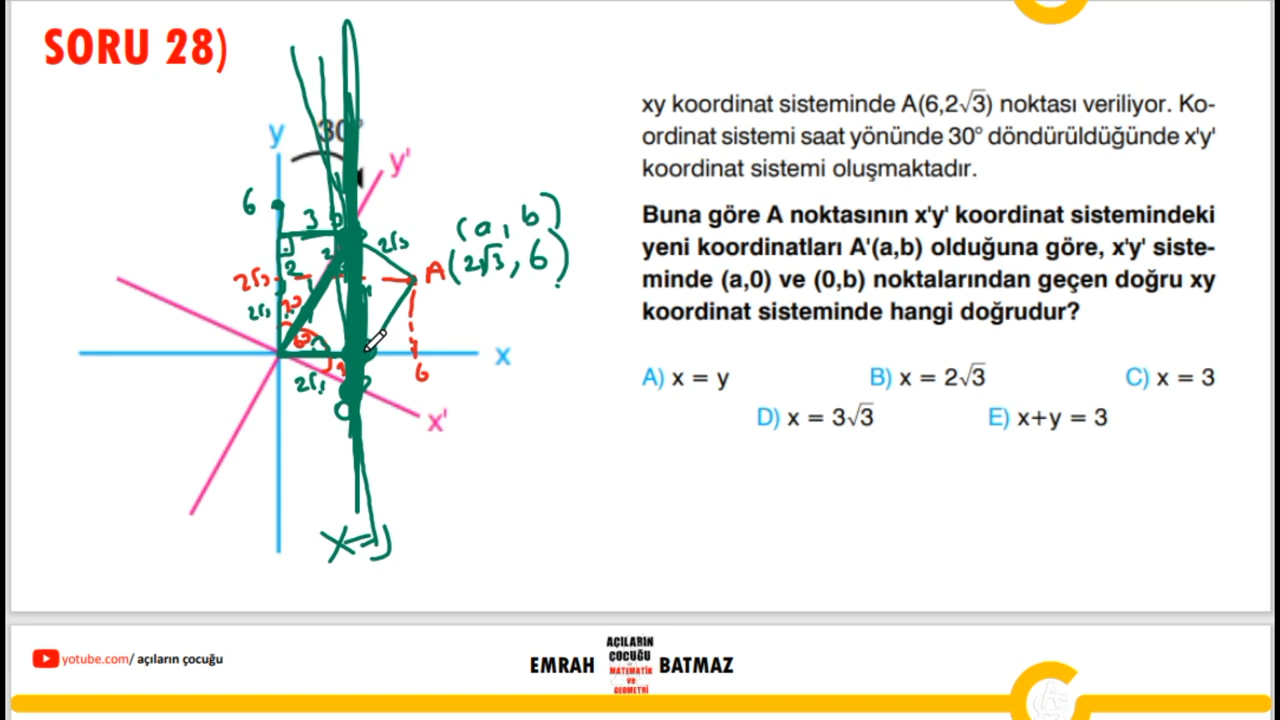 SORU 28)
xy koordinat sisteminde A(6,2√3) noktası veriliyor. Ko-
ordinat sistemi saat yönünde 30° döndürüldüğünde x'y'
koordinat sistemi oluşmaktadır.
Buna göre A noktasının x'y' koordinat sistemindeki
yeni koordinatları A'(a,b) olduğuna göre, x'y' siste-
minde (a,0) ve (0,b) noktalarından geçen doğru xy
koordinat sisteminde hangi doğrudur?
A) x = y
B) x = 2√3
C) x = 3
D) x = 3√3
E) x+y = 3
30°
y
y'
6
3
(a, b)
2√3
A(2√3, 6)
2√3
2
x
6
x'
yotube.com/ açıların çocuğu
EMRAH
AÇILARIN
ÇOCUĞU
MATEMATİK
ve
GEOMETRİ
BATMAZ